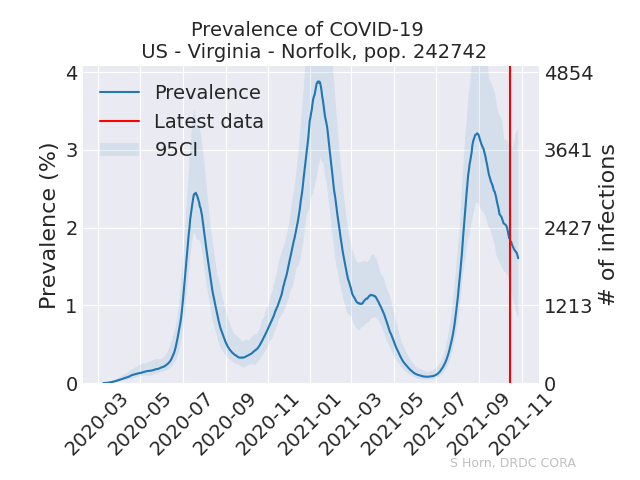 Prevalence of COVID-19
US - Virginia - Norfolk, pop. 242742
Prevalence (%)
4
3
2
1
0
Prevalence
Latest data
95CI
4854
3641
2427
1213
0
# of infections
2020-03
2020-05
2020-07
2020-09
2020-11
2021-01
2021-03
2021-05
2021-07
2021-09
2021-11
S Horn, DRDC CORA